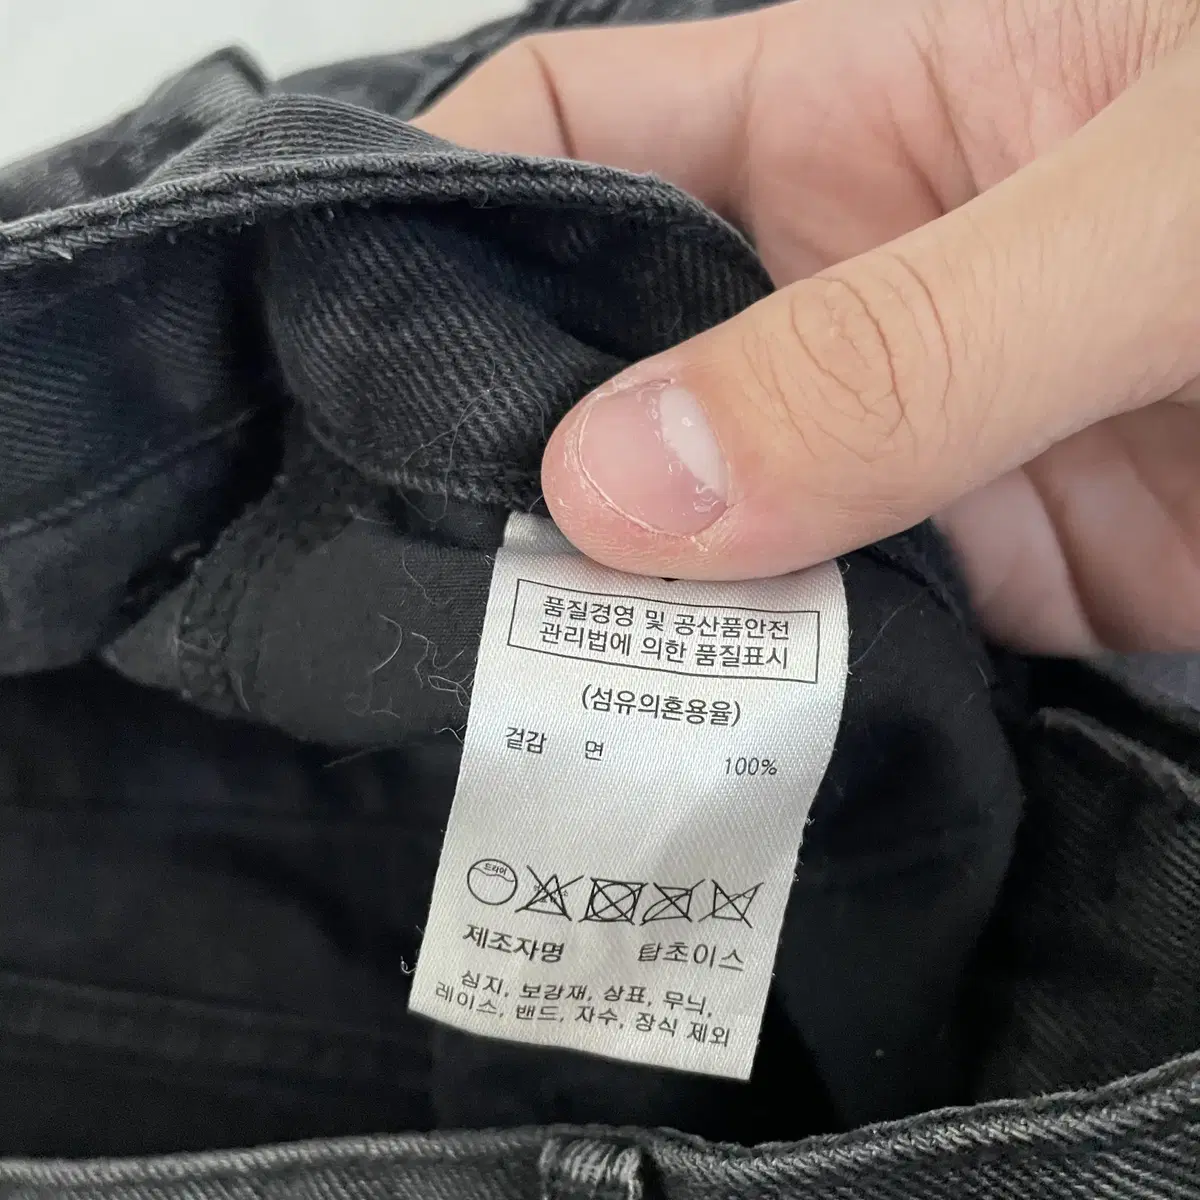 품질경영 및 공산품안전
관리법에 의한 품질표시
(섬유의혼용율)
겉감 면 100%
드라이
제조자명 탑초이스
심지, 보강재, 상표, 무늬,
레이스, 밴드, 자수, 장식 제외